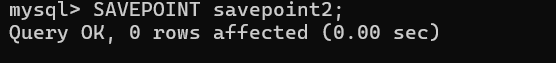 mysql> SAVEPOINT savepoint2;
Query OK, 0 rows affected (0.00 sec)